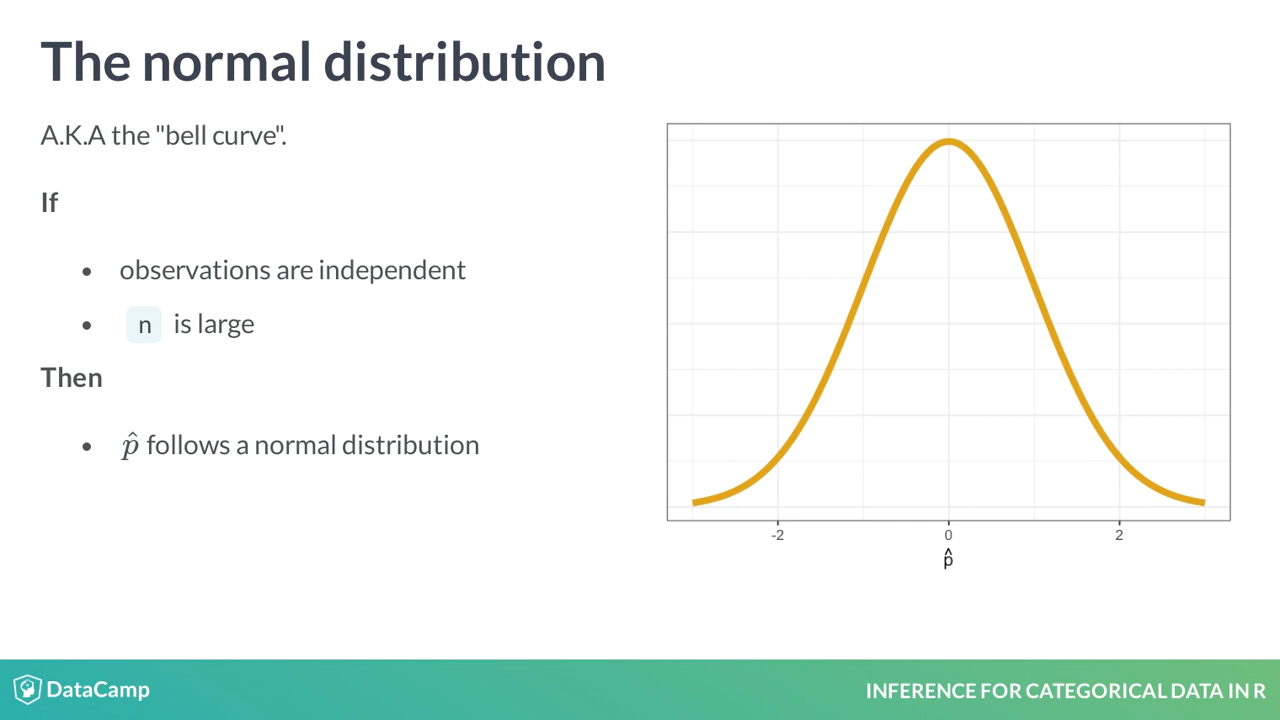 The normal distribution
A.K.A the "bell curve".
If
• observations are independent
• n is large
Then
• p̂ follows a normal distribution
-2 0 2
p̂
DataCamp
INFERENCE FOR CATEGORICAL DATA IN R